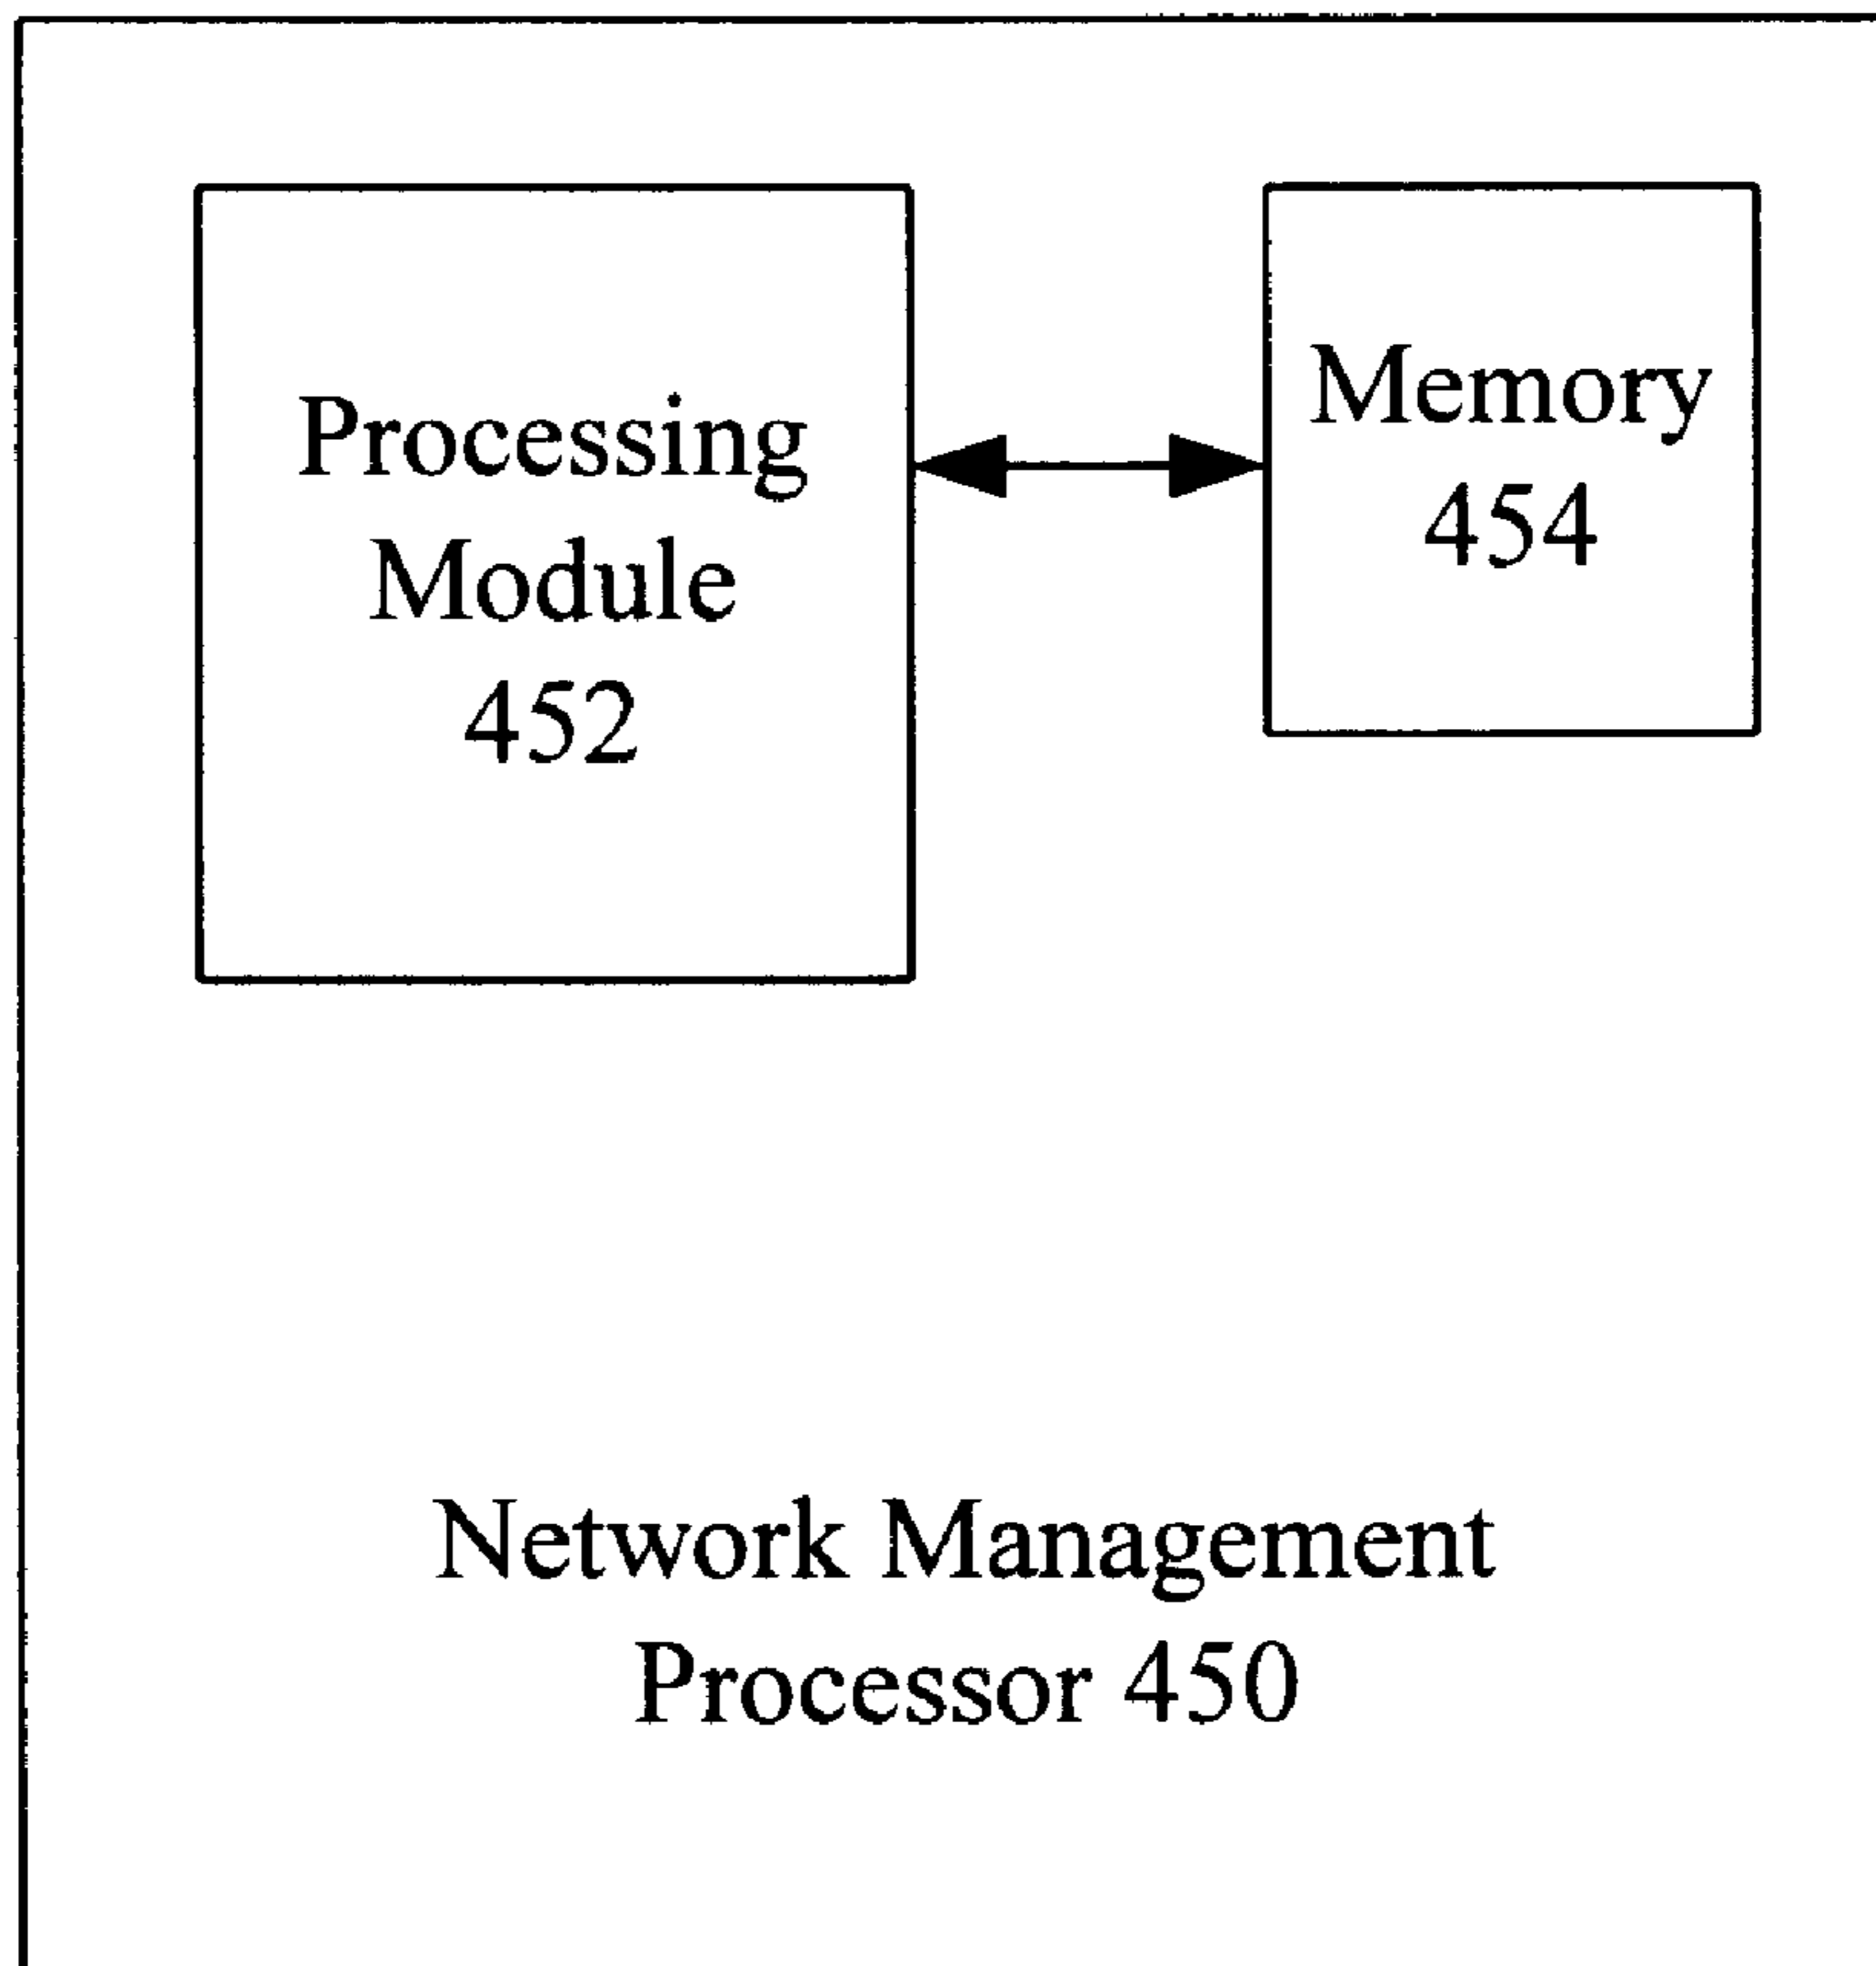 Processing
Module
452
Memory
454
Network Management
Processor 450